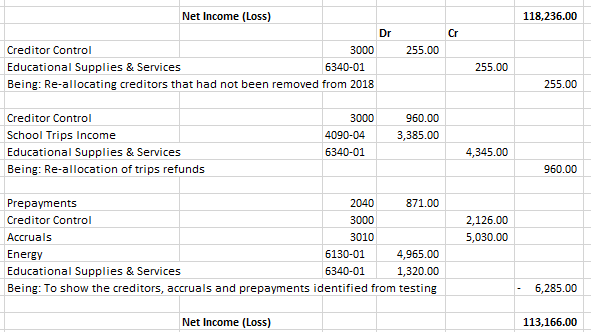 Net Income (Loss) 118,236.00
Dr Cr
Creditor Control 3000 255.00
Educational Supplies & Services 6340-01 255.00
Being: Re-allocating creditors that had not been removed from 2018 255.00
Creditor Control 3000 960.00
School Trips Income 4090-04 3,385.00
Educational Supplies & Services 6340-01 4,345.00
Being: Re-allocation of trips refunds 960.00
Prepayments 2040 871.00
Creditor Control 3000 2,126.00
Accruals 3010 5,030.00
Energy 6130-01 4,965.00
Educational Supplies & Services 6340-01 1,320.00
Being: To show the creditors, accruals and prepayments identified from testing - 6,285.00
Net Income (Loss) 113,166.00